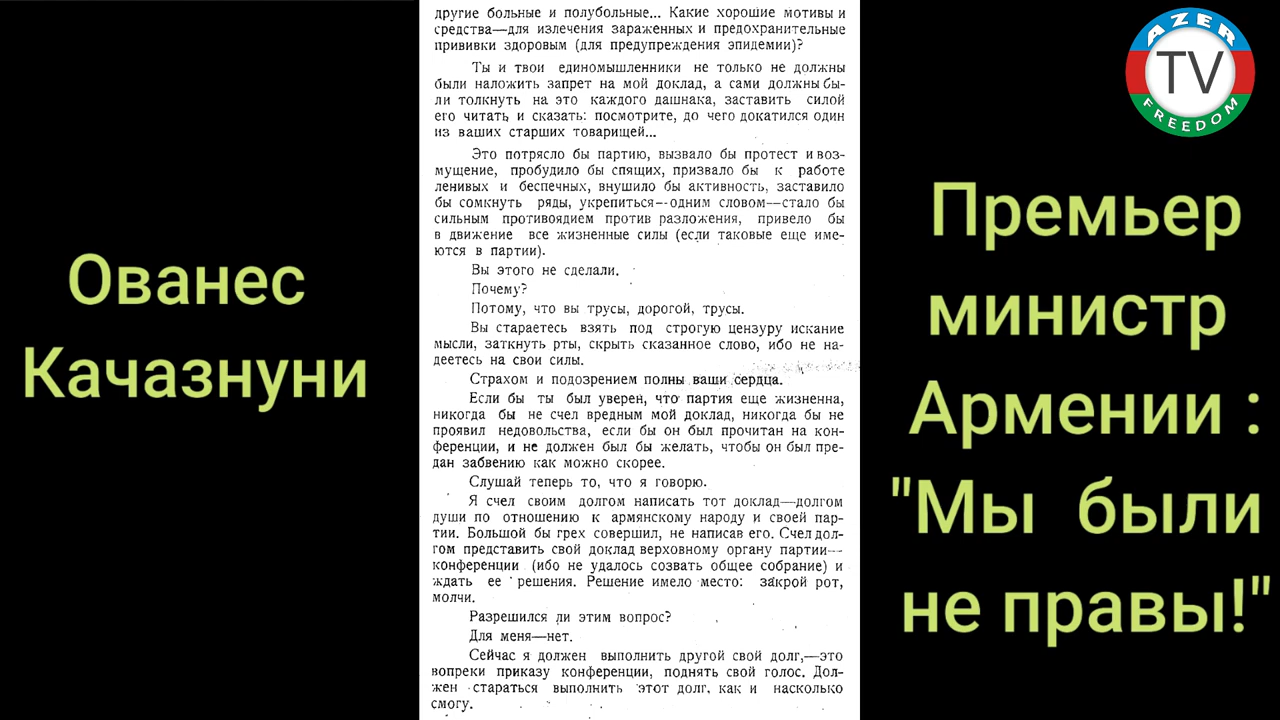 Ованес
Качазнуни
другие больные и полубольные... Какие хорошие мотивы и
средства—для излечения зараженных и предохранительные
прививки здоровым (для предупреждения эпидемии)?
Ты и твои единомышленники не только не должны
были наложить запрет на мой доклад, а сами должны бы-
ли толкнуть на это каждого дашнака, заставить силой
его читать и сказать: посмотрите, до чего докатился один
из ваших старших товарищей...
Это потрясло бы партию, вызвало бы протест и воз-
мущение, пробудило бы спящих, призвало бы к работе
ленивых и беспечных, внушило бы активность, заставило
бы сомкнуть ряды, укрепиться--одним словом—стало бы
сильным противоядием против разложения, привело бы
в движение все жизненные силы (если таковые еще име-
ются в партии).
Вы этого не сделали.
Почему?
Потому, что вы трусы, дорогой, трусы.
Вы стараетесь взять под строгую цензуру искание
мысли, заткнуть рты, скрыть сказанное слово, ибо не на-
деетесь на свои силы.
Страхом и подозрением полны ваши сердца.
Если бы ты был уверен, что партия еще жизненна,
никогда бы не счел вредным мой доклад, никогда бы не
проявил недовольства, если бы он был прочитан на кон-
ференции, и не должен был бы желать, чтобы он был пре-
дан забвению как можно скорее.
Слушай теперь то, что я говорю.
Я счел своим долгом написать тот доклад—долгом
души по отношению к армянскому народу и своей пар-
тии. Большой бы грех совершил, не написав его. Счел дол-
гом представить свой доклад верховному органу партии—
конференции (ибо не удалось созвать общее собрание) и
ждать ее решения. Решение имело место: закрой рот,
молчи.
Разрешился ли этим вопрос?
Для меня—нет.
Сейчас я должен выполнить другой свой долг,—это
вопреки приказу конференции, поднять свой голос. Дол-
жен стараться выполнить этот долг, как и насколько
смогу.
AZER
TV
FREEDOM
Премьер
министр
Армении :
"Мы были
не правы!"